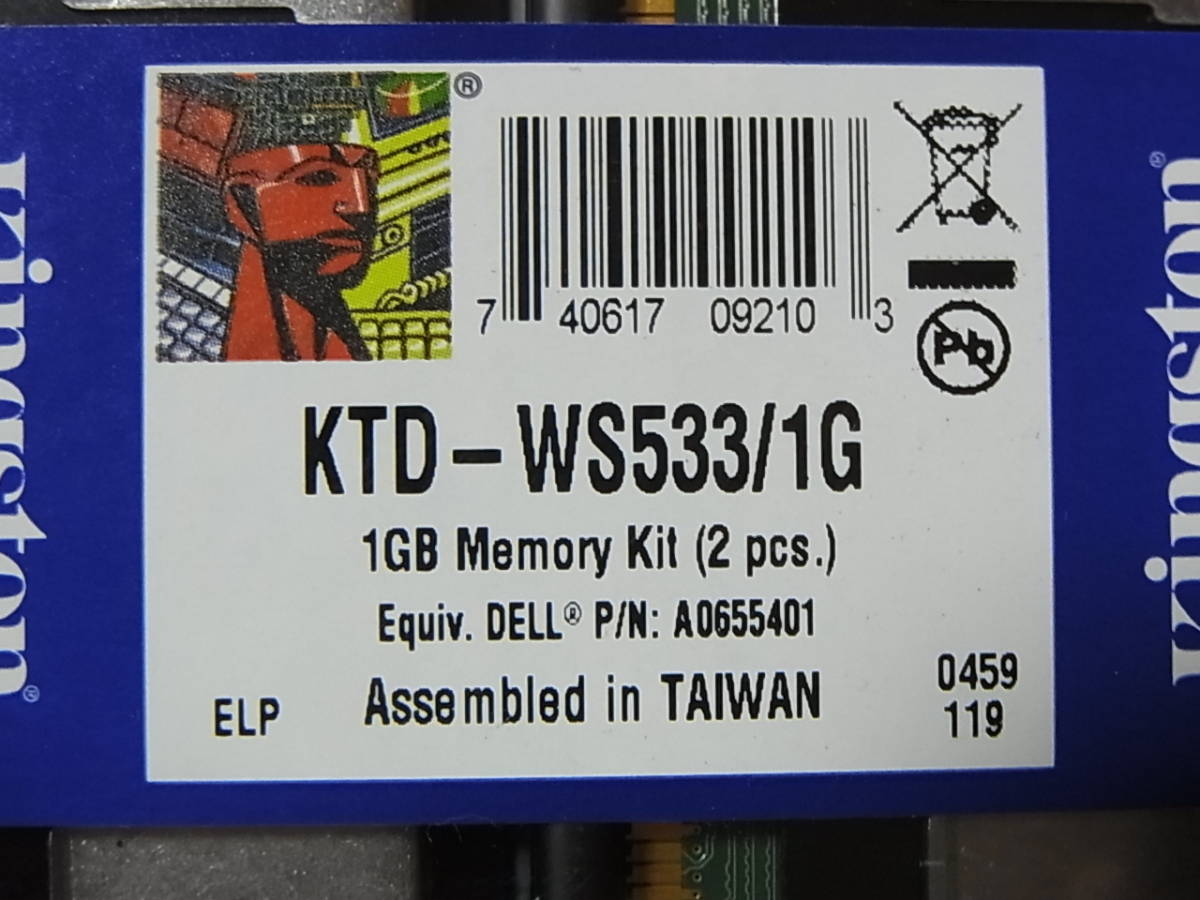 Kingston®
®
7 40617 09210 3
Pb
KTD-WS533/1G
1GB Memory Kit (2 pcs.)
Equiv. DELL® P/N: A0655401
ELP
Assembled in TAIWAN
0459
119
Kingston®